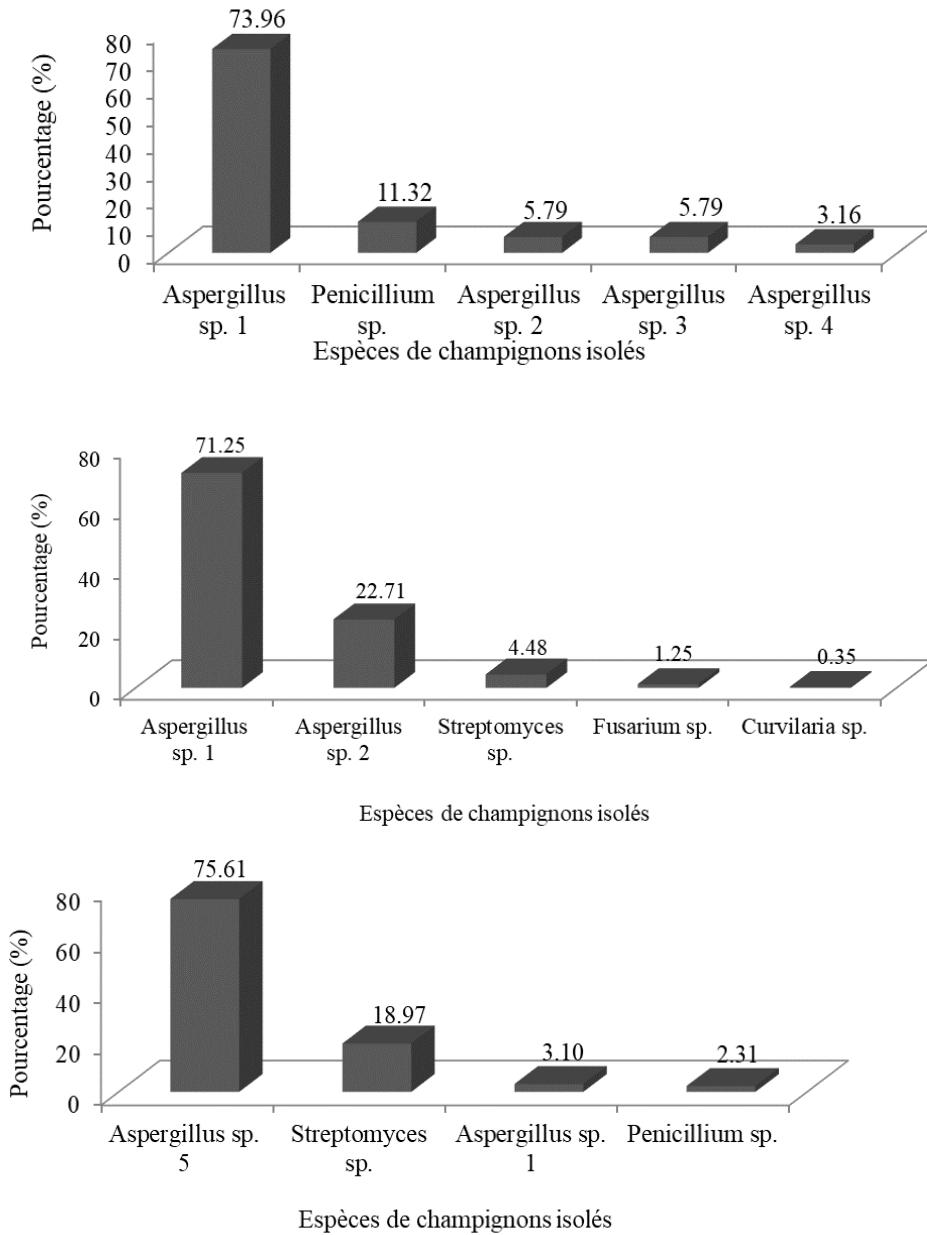 73.96
11.32
5.79
5.79
3.16
Pourcentage (%)
80
70
60
50
40
30
20
10
0
Aspergillus sp. 1
Penicillium sp.
Aspergillus sp. 2
Aspergillus sp. 3
Aspergillus sp. 4
Espèces de champignons isolés
71.25
22.71
4.48
1.25
0.35
Pourcentage (%)
80
60
40
20
0
Aspergillus sp. 1
Aspergillus sp. 2
Streptomyces sp.
Fusarium sp.
Curvilaria sp.
Espèces de champignons isolés
75.61
18.97
3.10
2.31
Pourcentage (%)
80
60
40
20
0
Aspergillus sp. 5
Streptomyces sp.
Aspergillus sp. 1
Penicillium sp.
Espèces de champignons isolés